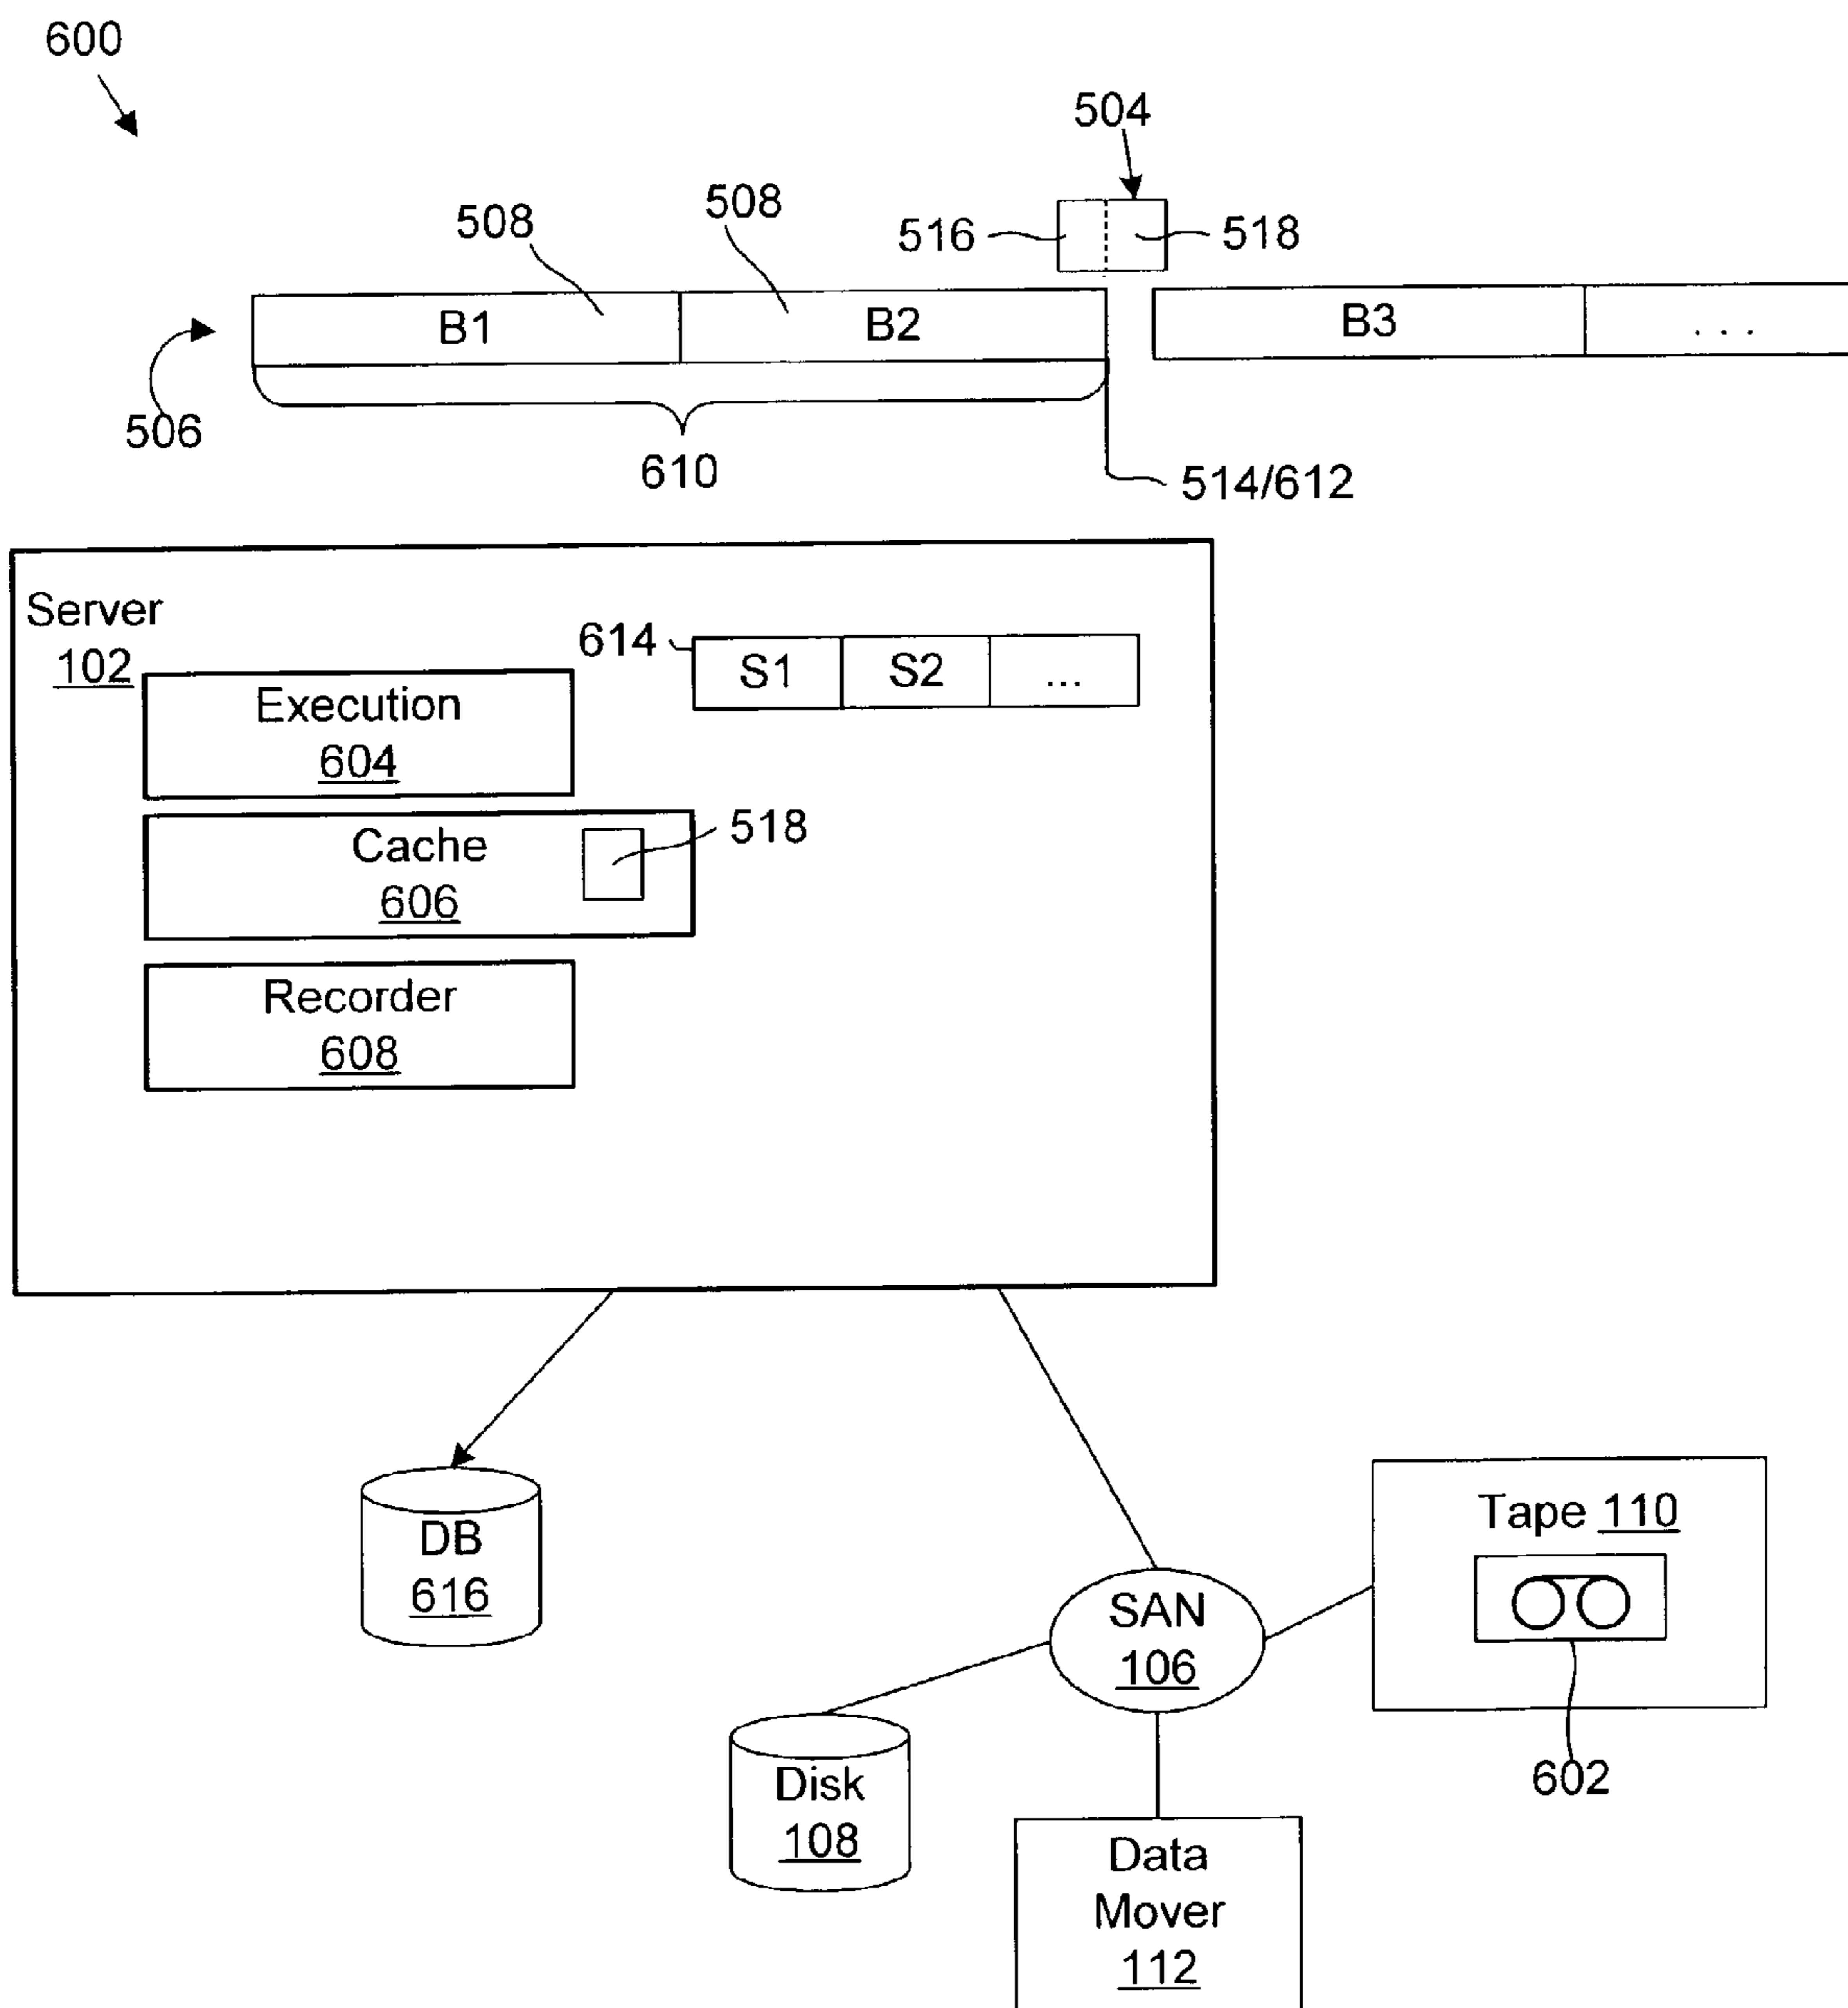 600
504
508
508
516
518
B1
B2
B3
. . .
506
610
514/612
Server
102
614
S1
S2
...
Execution
604
Cache
606
518
Recorder
608
DB
616
Tape 110
SAN
106
602
Disk
108
Data
Mover
112